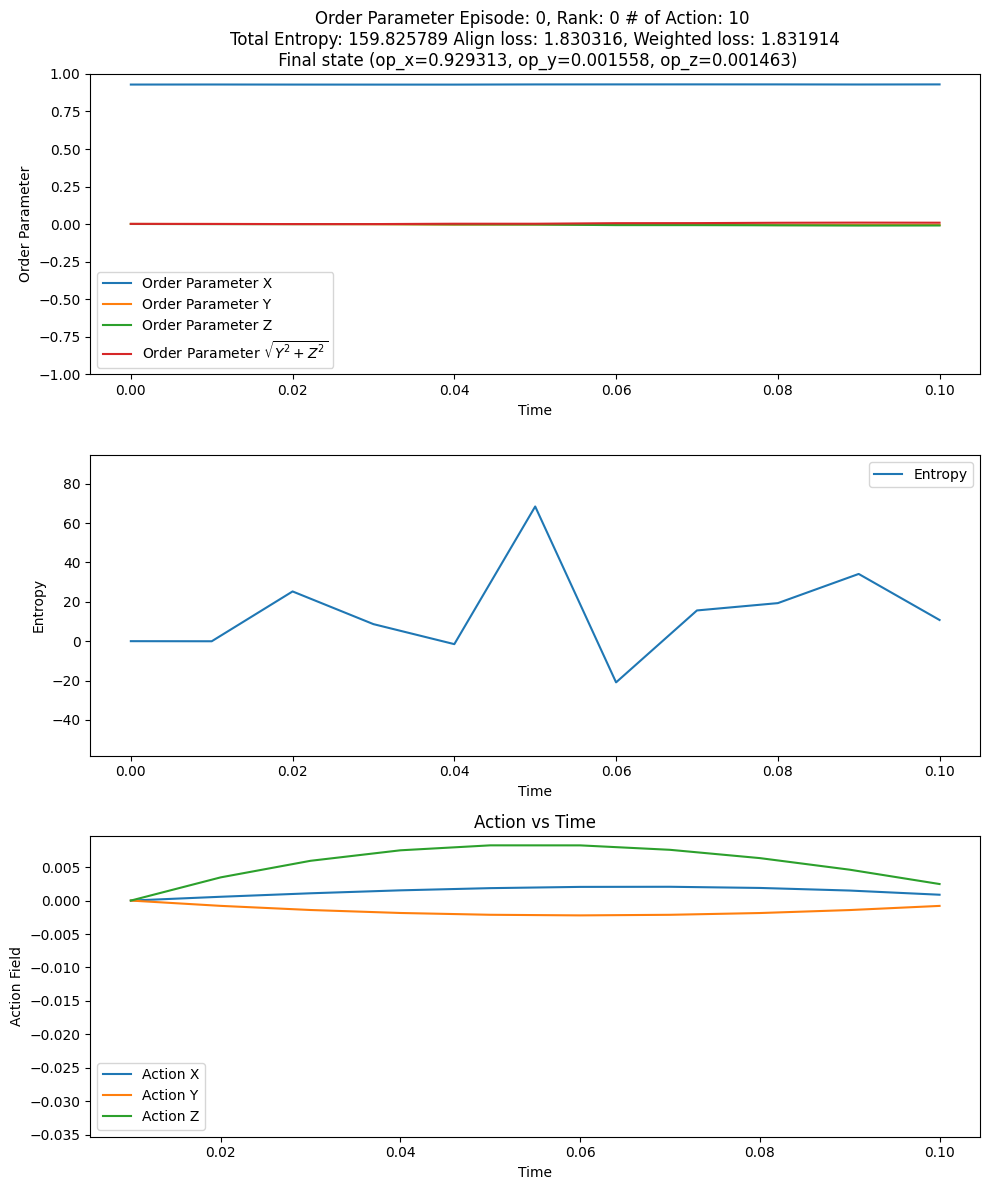 Order Parameter Episode: 0, Rank: 0 # of Action: 10
Total Entropy: 159.825789 Align loss: 1.830316, Weighted loss: 1.831914
Final state (op_x=0.929313, op_y=0.001558, op_z=0.001463)
1.00
0.75
0.50
0.25
0.00
−0.25
−0.50
−0.75
−1.00
Order Parameter
Order Parameter X
Order Parameter Y
Order Parameter Z
Order Parameter √Y² + Z²
0.00 0.02 0.04 0.06 0.08 0.10
Time
80
60
40
20
0
−20
−40
Entropy
Entropy
0.00 0.02 0.04 0.06 0.08 0.10
Time
Action vs Time
0.005
0.000
−0.005
−0.010
−0.015
−0.020
−0.025
−0.030
−0.035
Action Field
Action X
Action Y
Action Z
0.02 0.04 0.06 0.08 0.10
Time